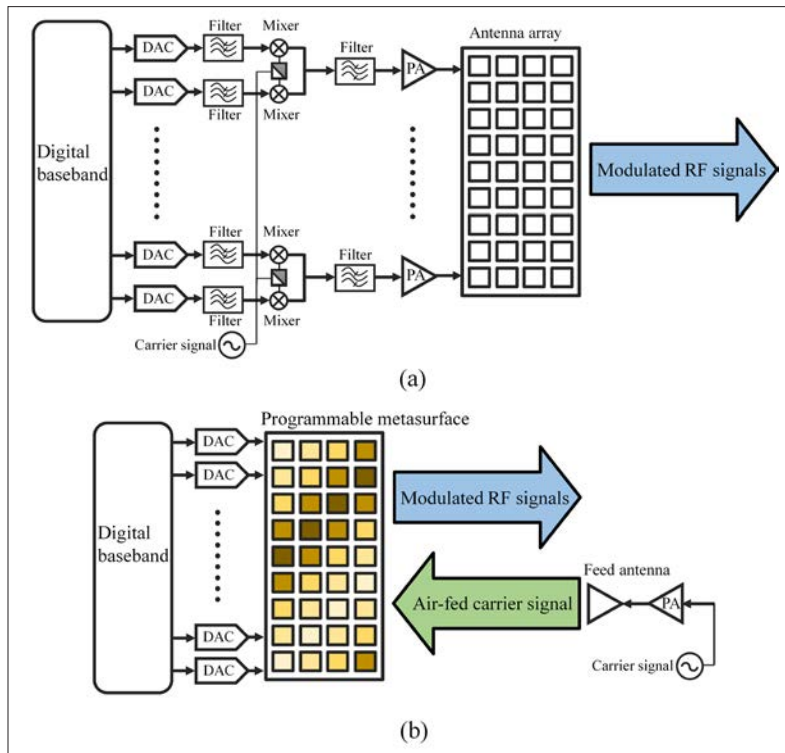 Filter Mixer
DAC
Filter
Antenna array
PA
DAC
Filter Mixer
Digital
baseband
Modulated RF signals
Filter Mixer
DAC
Filter
PA
DAC
Filter Mixer
Carrier signal
(a)
Programmable metasurface
DAC
DAC
Modulated RF signals
Digital
baseband
Feed antenna
Air-fed carrier signal
PA
DAC
DAC
Carrier signal
(b)